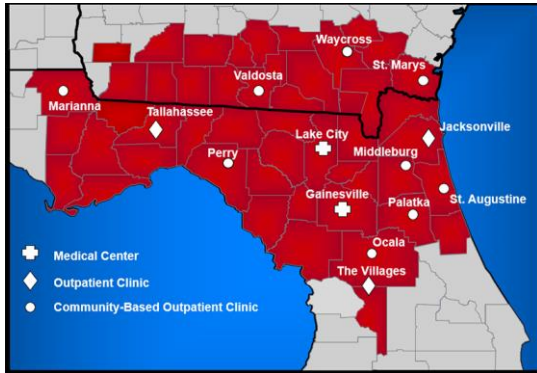 Waycross
St. Marys
Valdosta
Marianna
Tallahassee
Lake City
Jacksonville
Perry
Middleburg
Gainesville
Palatka
St. Augustine
Ocala
The Villages
Medical Center
Outpatient Clinic
Community-Based Outpatient Clinic